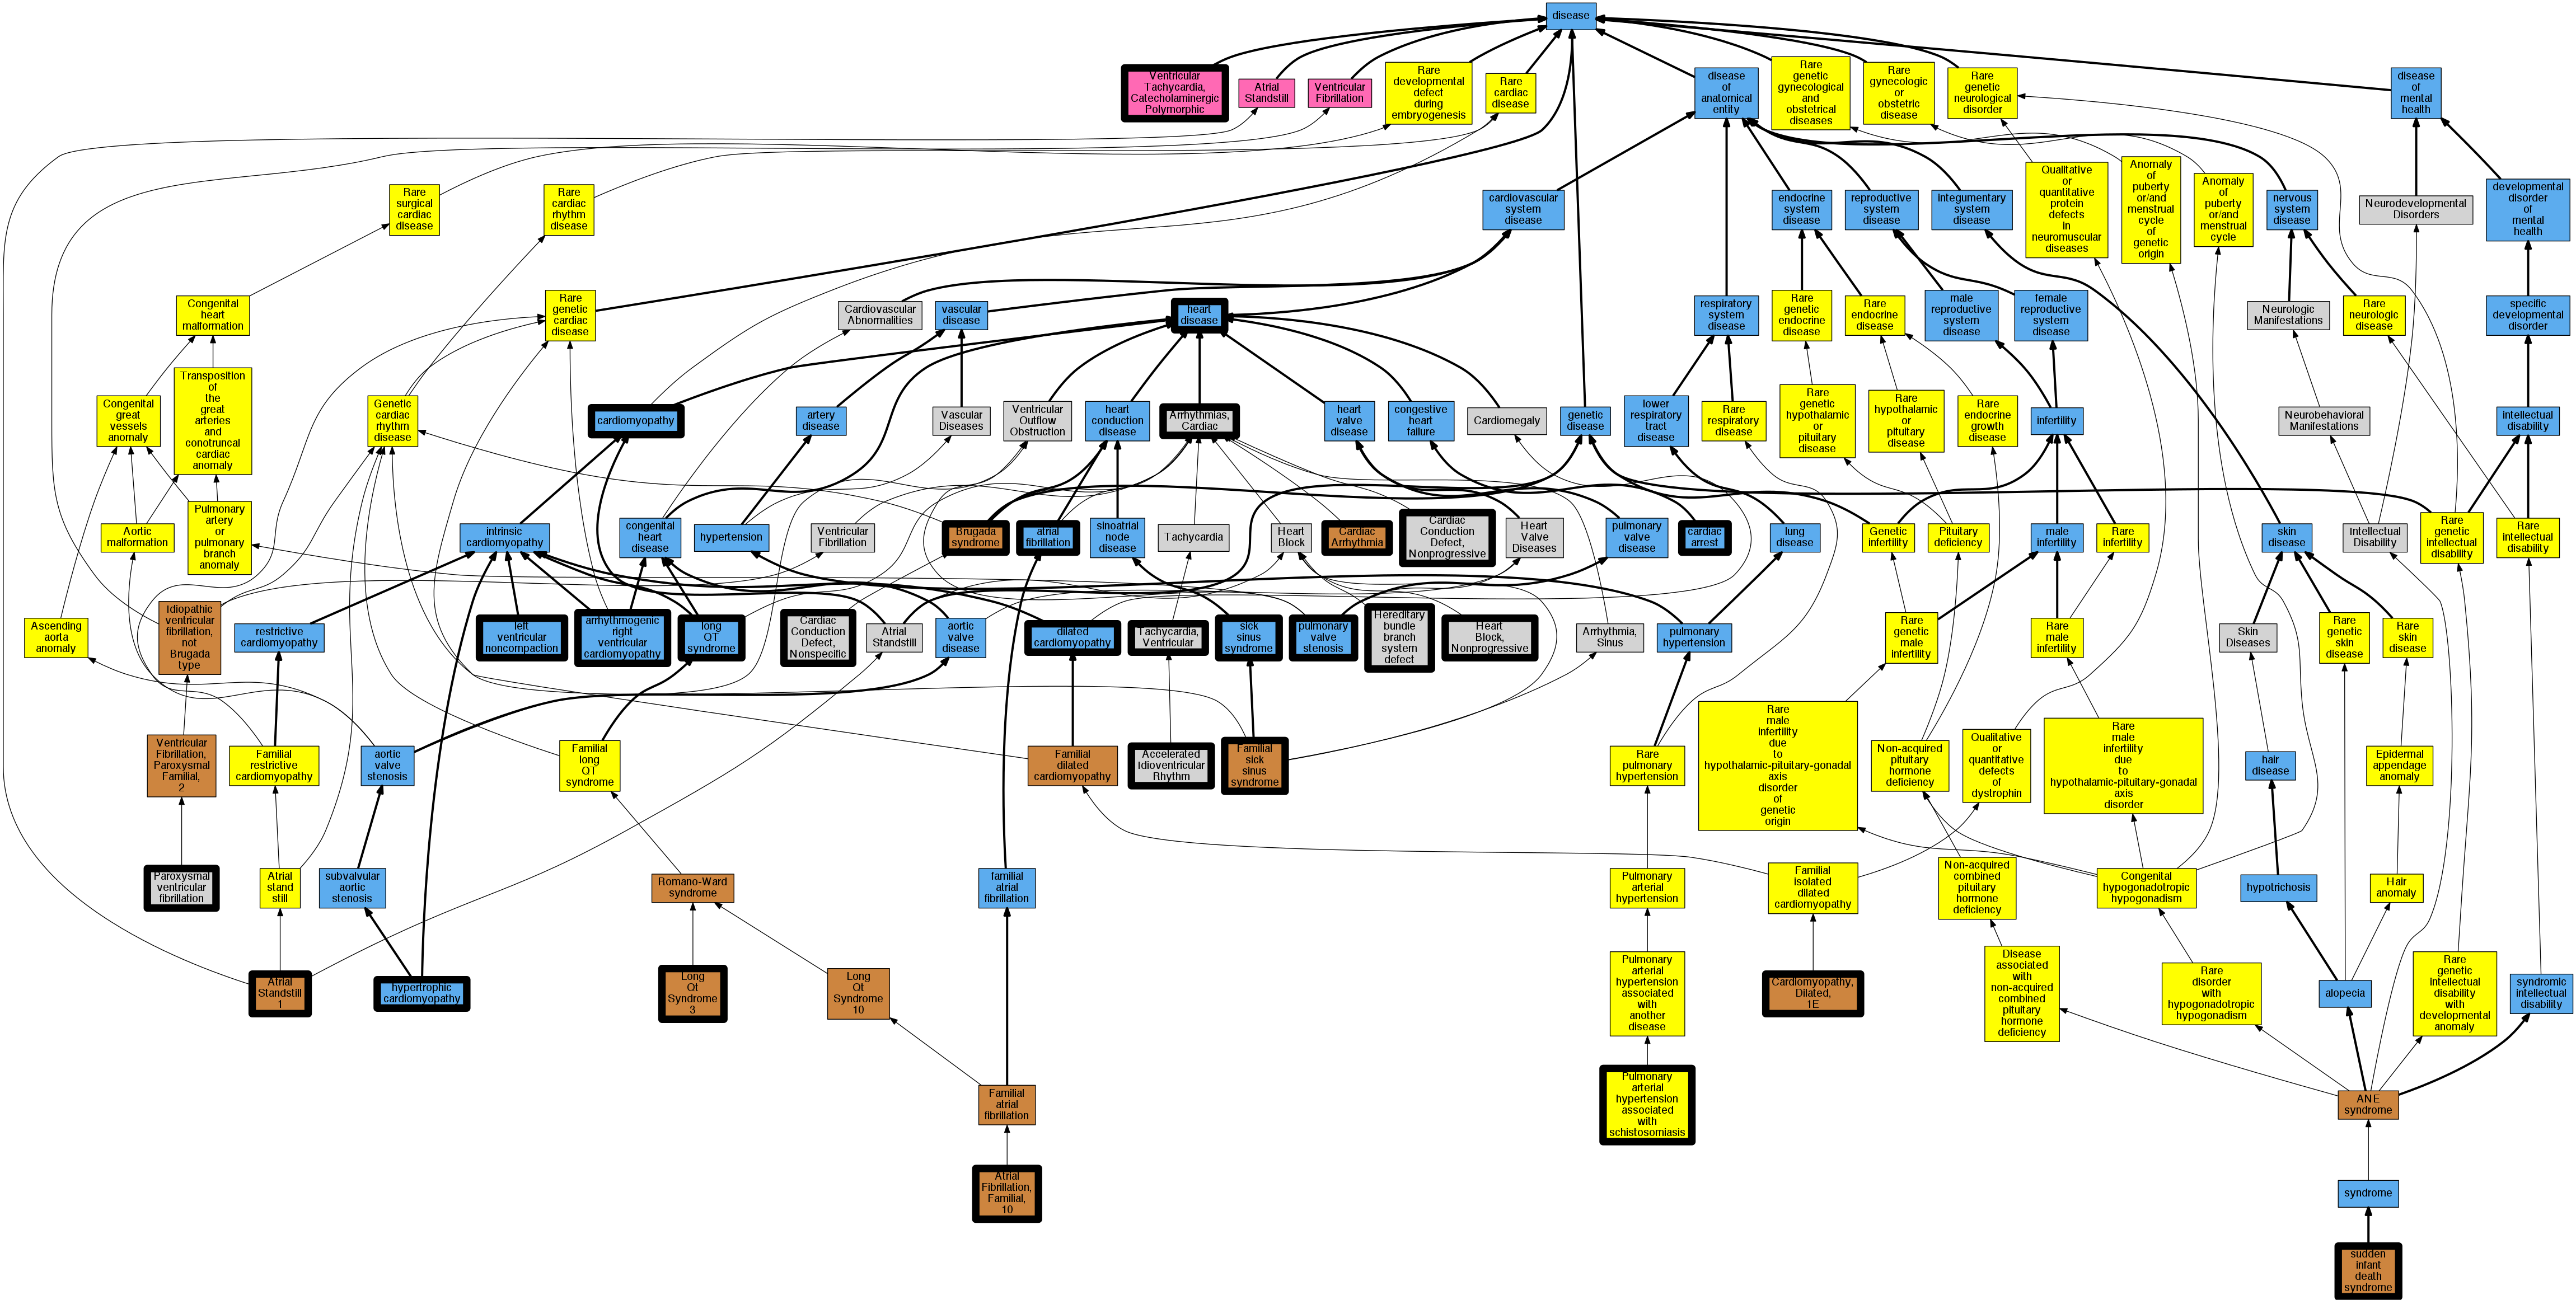 disease
Ventricular
Tachycardia,
Catecholaminergic
Polymorphic
Atrial
Standstill
Ventricular
Fibrillation
Rare
developmental
defect
during
embryogenesis
Rare
cardiac
disease
disease
of
anatomical
entity
Rare
genetic
gynecological
and
obstetrical
diseases
Rare
gynecologic
or
obstetric
disease
Rare
genetic
neurological
disorder
disease
of
mental
health
Rare
surgical
cardiac
disease
Rare
cardiac
rhythm
disease
cardiovascular
system
disease
endocrine
system
disease
reproductive
system
disease
integumentary
system
disease
Qualitative
or
quantitative
protein
defects
in
neuromuscular
diseases
Anomaly
of
puberty
or/and
menstrual
cycle
of
genetic
origin
Anomaly
of
puberty
or/and
menstrual
cycle
nervous
system
disease
Neurodevelopmental
Disorders
developmental
disorder
of
mental
health
Congenital
heart
malformation
Rare
genetic
cardiac
disease
Cardiovascular
Abnormalities
vascular
disease
heart
disease
respiratory
system
disease
Rare
genetic
endocrine
disease
Rare
endocrine
disease
male
reproductive
system
disease
female
reproductive
system
disease
Neurologic
Manifestations
Rare
neurologic
disease
specific
developmental
disorder
Congenital
great
vessels
anomaly
Transposition
of
the
great
arteries
and
conotruncal
cardiac
anomaly
Genetic
cardiac
rhythm
disease
cardiomyopathy
artery
disease
Vascular
Diseases
Ventricular
Outflow
Obstruction
heart
conduction
disease
Arrhythmias,
Cardiac
heart
valve
disease
congestive
heart
failure
Cardiomegaly
genetic
disease
lower
respiratory
tract
disease
Rare
respiratory
disease
Rare
genetic
hypothalamic
or
pituitary
disease
Rare
hypothalamic
or
pituitary
disease
Rare
endocrine
growth
disease
infertility
Neurobehavioral
Manifestations
intellectual
disability
Aortic
malformation
Pulmonary
artery
or
pulmonary
branch
anomaly
intrinsic
cardiomyopathy
congenital
heart
disease
hypertension
Ventricular
Fibrillation
Brugada
syndrome
atrial
fibrillation
sinoatrial
node
disease
Tachycardia
Heart
Block
Cardiac
Arrhythmia
Cardiac
Conduction
Defect,
Nonprogressive
Heart
Valve
Diseases
pulmonary
valve
disease
cardiac
arrest
lung
disease
Genetic
infertility
Pituitary
deficiency
male
infertility
Rare
infertility
skin
disease
Intellectual
Disability
Rare
genetic
intellectual
disability
Rare
intellectual
disability
Ascending
aorta
anomaly
Idiopathic
ventricular
fibrillation,
not
Brugada
type
restrictive
cardiomyopathy
left
ventricular
noncompaction
arrhythmogenic
right
ventricular
cardiomyopathy
long
QT
syndrome
Cardiac
Conduction
Defect,
Nonspecific
Atrial
Standstill
aortic
valve
disease
dilated
cardiomyopathy
Tachycardia,
Ventricular
sick
sinus
syndrome
pulmonary
valve
stenosis
Hereditary
bundle
branch
system
defect
Heart
Block,
Nonprogressive
Arrhythmia,
Sinus
pulmonary
hypertension
Rare
genetic
male
infertility
Rare
male
infertility
Skin
Diseases
Rare
genetic
skin
disease
Rare
skin
disease
Ventricular
Fibrillation,
Paroxysmal
Familial,
2
Familial
restrictive
cardiomyopathy
aortic
valve
stenosis
Familial
long
QT
syndrome
Familial
dilated
cardiomyopathy
Accelerated
Idioventricular
Rhythm
Familial
sick
sinus
syndrome
Rare
pulmonary
hypertension
Rare
male
infertility
due
to
hypothalamic-pituitary-gonadal
axis
disorder
of
genetic
origin
Non-acquired
pituitary
hormone
deficiency
Qualitative
or
quantitative
defects
of
dystrophin
Rare
male
infertility
due
to
hypothalamic-pituitary-gonadal
axis
disorder
hair
disease
Epidermal
appendage
anomaly
Paroxysmal
ventricular
fibrillation
Atrial
stand
still
subvalvular
aortic
stenosis
Romano-Ward
syndrome
familial
atrial
fibrillation
Pulmonary
arterial
hypertension
Familial
isolated
dilated
cardiomyopathy
Non-acquired
combined
pituitary
hormone
deficiency
Congenital
hypogonadotropic
hypogonadism
hypotrichosis
Hair
anomaly
Atrial
Standstill
1
hypertrophic
cardiomyopathy
Long
Qt
Syndrome
3
Long
Qt
Syndrome
10
Pulmonary
arterial
hypertension
associated
with
another
disease
Cardiomyopathy,
Dilated,
1E
Disease
associated
with
non-acquired
combined
pituitary
hormone
deficiency
Rare
disorder
with
hypogonadotropic
hypogonadism
alopecia
Rare
genetic
intellectual
disability
with
developmental
anomaly
syndromic
intellectual
disability
Familial
atrial
fibrillation
Pulmonary
arterial
hypertension
associated
with
schistosomiasis
ANE
syndrome
Atrial
Fibrillation,
Familial,
10
syndrome
sudden
infant
death
syndrome